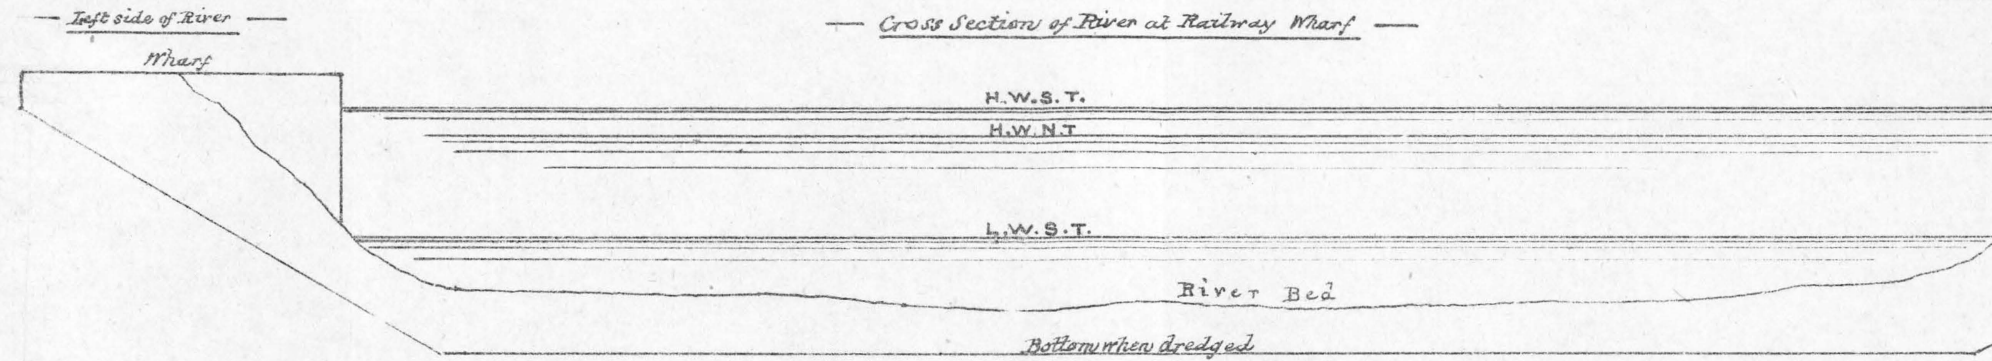 Left side of River
Cross Section of River at Railway Wharf
Wharf
H.W.S.T.
H.W.N.T
L.W.S.T.
River Bed
Bottom when dredged